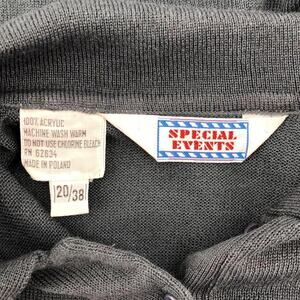 100% ACRYLIC
MACHINE WASH WARM
DO NOT USE CHLORINE BLEACH
RN 62634
MADE IN POLAND
20/38
SPECIAL
EVENTS